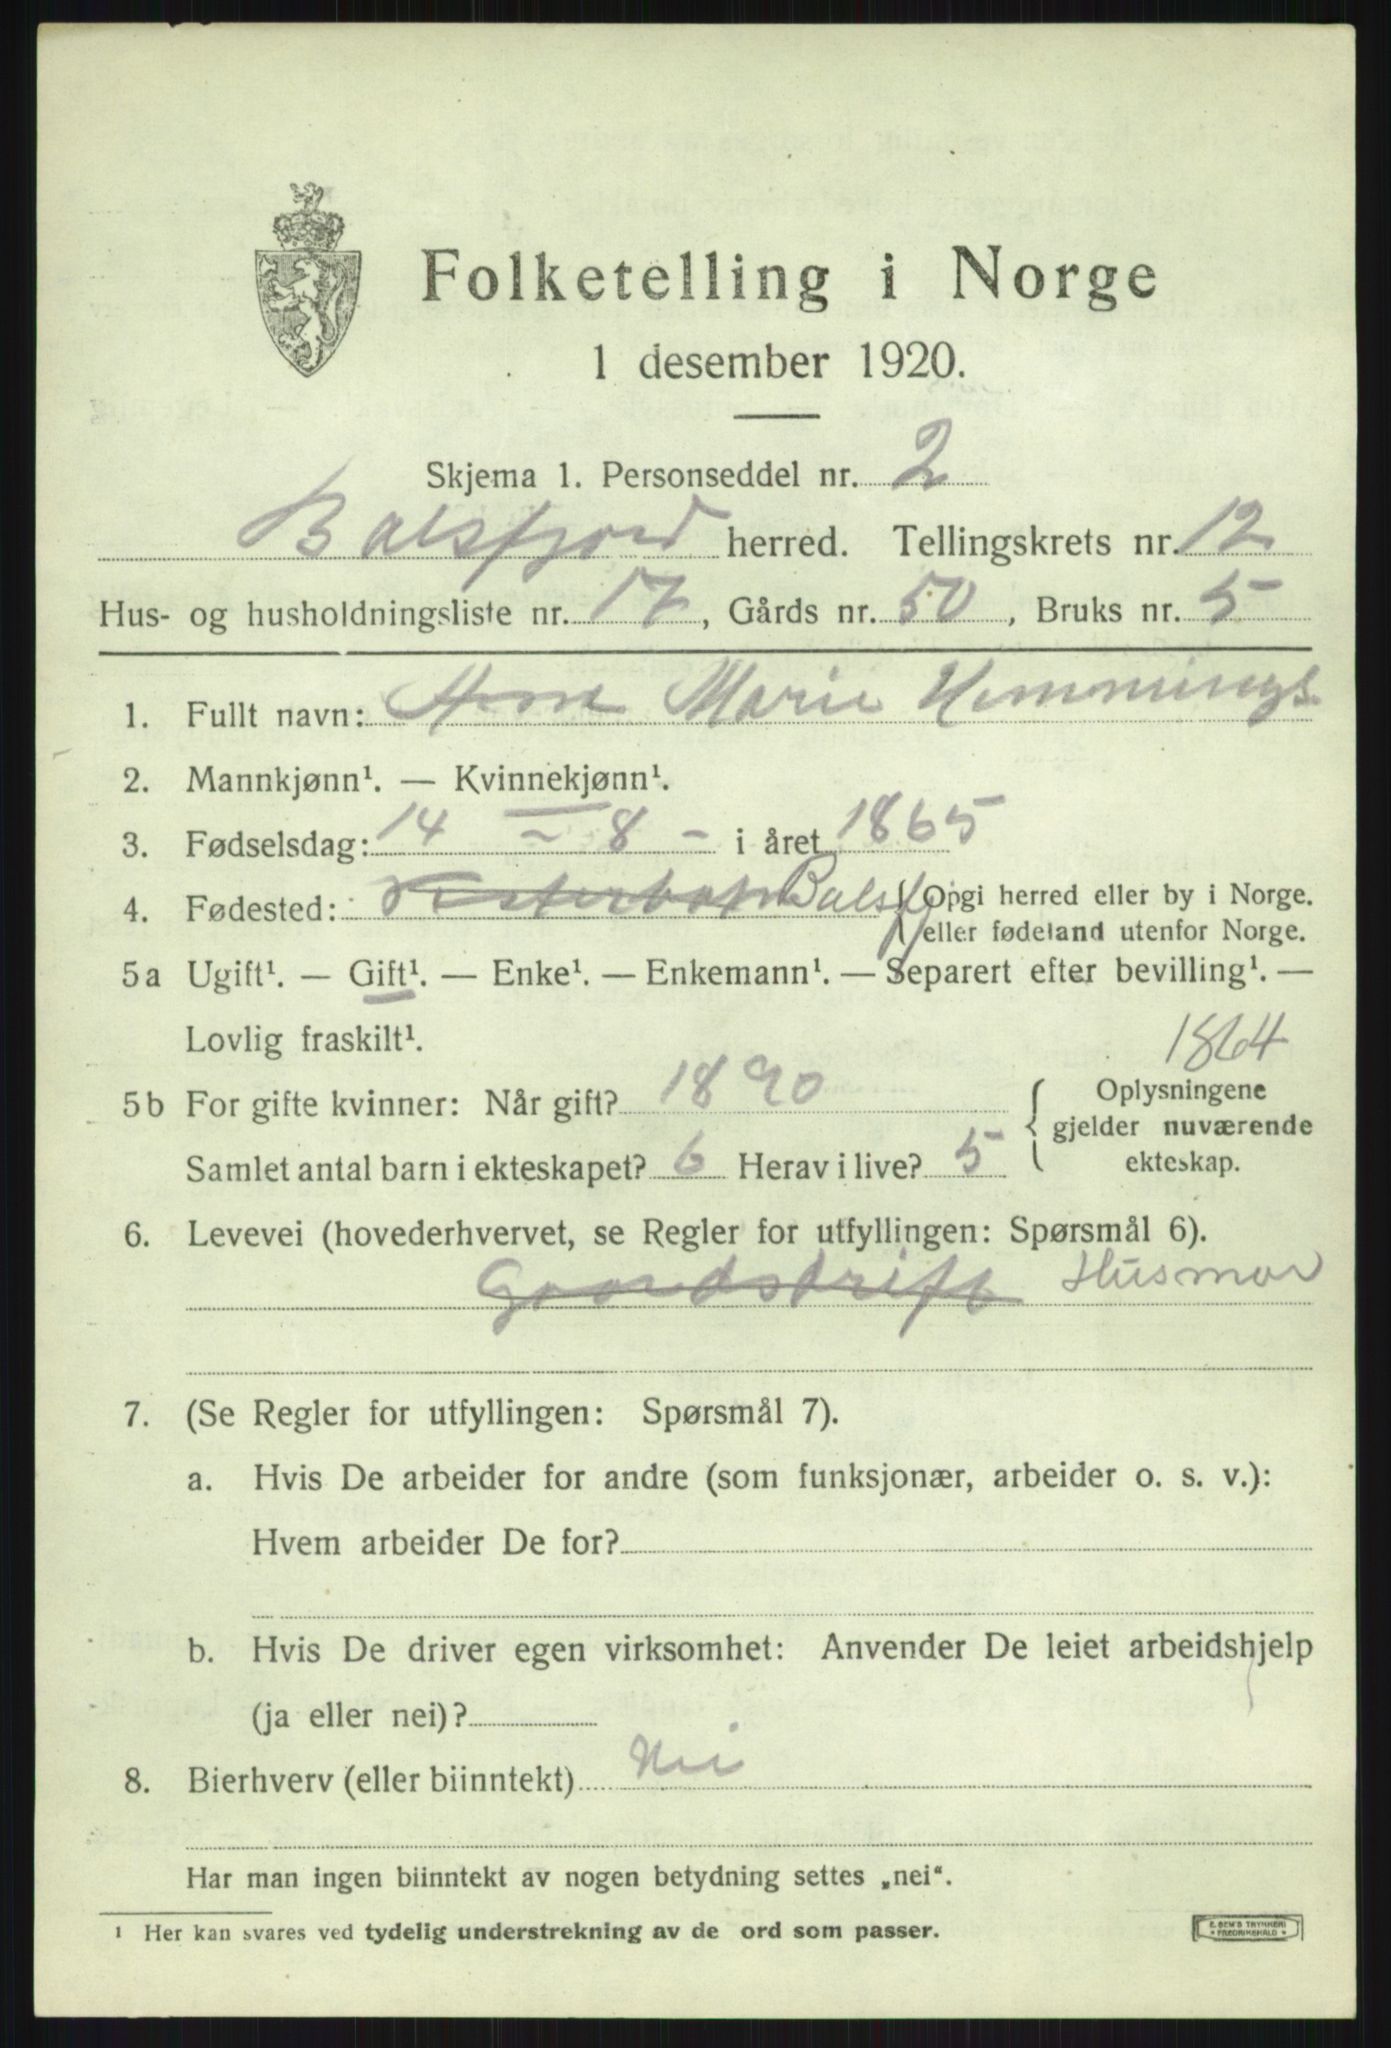 Folketelling i Norge
1 desember 1920.
Skjema 1. Personseddel nr. 2
Balsfjord herred. Tellingskrets nr. 12
Hus- og husholdningsliste nr. 17, Gårds nr. 50, Bruks nr. 5
1. Fullt navn: Anna Marie Hemmings
2. Mannkjønn¹. — Kvinnekjønn¹.
3. Fødselsdag: 14 – 8 – i året 1865
4. Fødested: Balsfj (Opgi herred eller by i Norge.
eller fødeland utenfor Norge.
5a Ugift¹. — Gift¹. — Enke¹. — Enkemann¹. — Separert efter bevilling¹. —
Lovlig fraskilt¹.
1864
5b For gifte kvinner: Når gift? 1890
Samlet antal barn i ekteskapet? 6 Herav i live? 5
{ Oplysningene
gjelder nuværende
ekteskap.
6. Levevei (hovederhvervet, se Regler for utfyllingen: Spørsmål 6).
Gaardsdrift Husmor
7. (Se Regler for utfyllingen: Spørsmål 7).
a. Hvis De arbeider for andre (som funksjonær, arbeider o. s. v.):
Hvem arbeider De for?
b. Hvis De driver egen virksomhet: Anvender De leiet arbeidshjelp
(ja eller nei)?
8. Bierhverv (eller biinntekt) Nei
Har man ingen biinntekt av nogen betydning settes „nei“.
¹ Her kan svares ved tydelig understrekning av de ord som passer.
E. SEM'S TRYKKERI
* FREDRIKSHALD *